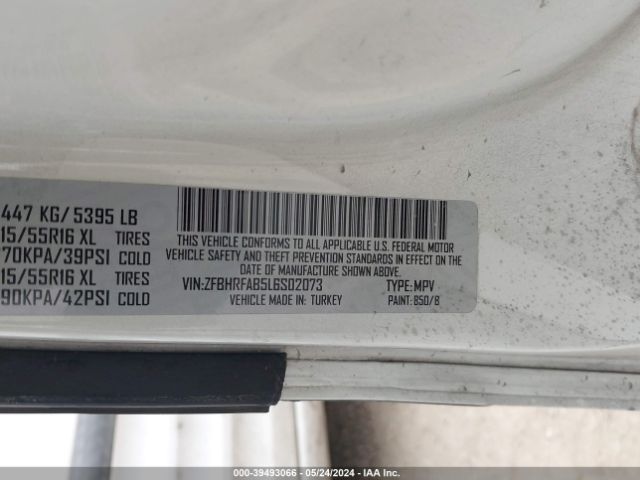 447 KG/ 5395 LB
15/55R16 XL TIRES
70KPA/39PSI COLD
15/55R16 XL TIRES
90KPA/42PSI COLD
THIS VEHICLE CONFORMS TO ALL APPLICABLE U.S. FEDERAL MOTOR
VEHICLE SAFETY, BUMPER, AND THEFT PREVENTION STANDARDS IN EFFECT
ON THE DATE OF MANUFACTURE SHOWN ABOVE.
VIN:ZFBHRFAB5L6S02073 TYPE:MPV
VEHICLE MADE IN: TURKEY PAINT: 850/8
000-39493066 - 05/24/2024 - IAA Inc.